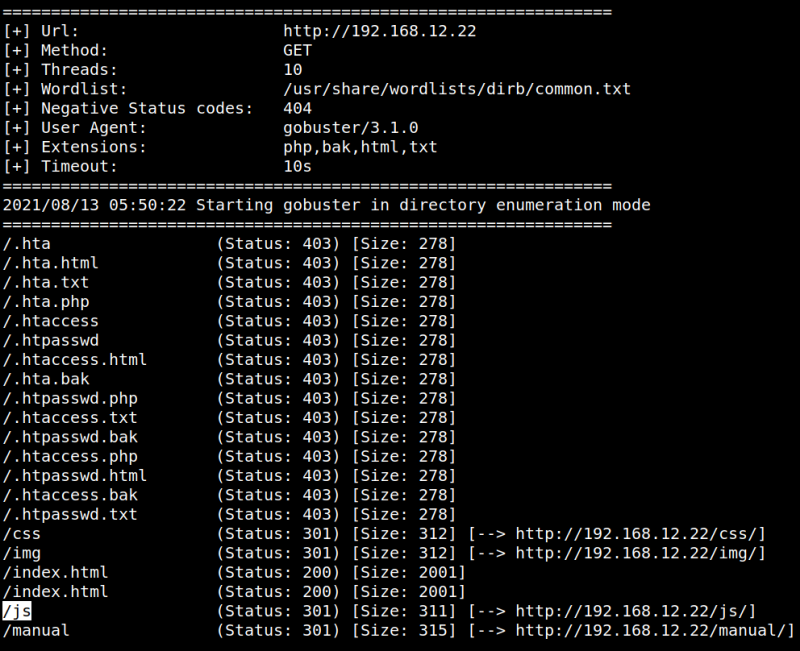 ===============================================================
[+] Url:                     http://192.168.12.22
[+] Method:                  GET
[+] Threads:                 10
[+] Wordlist:                /usr/share/wordlists/dirb/common.txt
[+] Negative Status codes:   404
[+] User Agent:              gobuster/3.1.0
[+] Extensions:              php,bak,html,txt
[+] Timeout:                 10s
===============================================================
2021/08/13 05:50:22 Starting gobuster in directory enumeration mode
===============================================================
/.hta                 (Status: 403) [Size: 278]
/.hta.html            (Status: 403) [Size: 278]
/.hta.txt             (Status: 403) [Size: 278]
/.hta.php             (Status: 403) [Size: 278]
/.htaccess            (Status: 403) [Size: 278]
/.htpasswd            (Status: 403) [Size: 278]
/.htaccess.html       (Status: 403) [Size: 278]
/.hta.bak             (Status: 403) [Size: 278]
/.htpasswd.php        (Status: 403) [Size: 278]
/.htaccess.txt        (Status: 403) [Size: 278]
/.htpasswd.bak        (Status: 403) [Size: 278]
/.htaccess.php        (Status: 403) [Size: 278]
/.htpasswd.html       (Status: 403) [Size: 278]
/.htaccess.bak        (Status: 403) [Size: 278]
/.htpasswd.txt        (Status: 403) [Size: 278]
/css                  (Status: 301) [Size: 312] [--> http://192.168.12.22/css/]
/img                  (Status: 301) [Size: 312] [--> http://192.168.12.22/img/]
/index.html           (Status: 200) [Size: 2001]
/index.html           (Status: 200) [Size: 2001]
/js                   (Status: 301) [Size: 311] [--> http://192.168.12.22/js/]
/manual               (Status: 301) [Size: 315] [--> http://192.168.12.22/manual/]